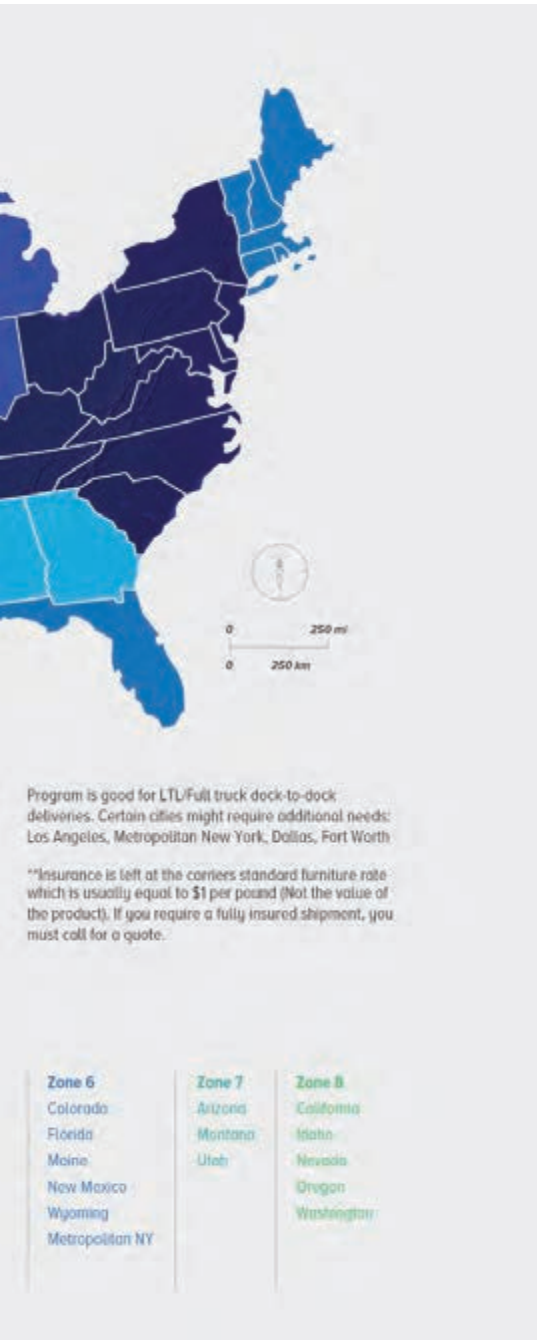 0 250 mi
0 250 km
Program is good for LTL/Full truck dock-to-dock
deliveries. Certain cities might require additional needs:
Los Angeles, Metropolitan New York, Dallas, Fort Worth
**Insurance is left at the carriers standard furniture rate
which is usually equal to $1 per pound (Not the value of
the product). If you require a fully insured shipment, you
must call for a quote.
Zone 6
Colorado
Florida
Maine
New Mexico
Wyoming
Metropolitan NY
Zone 7
Arizona
Montana
Utah
Zone 8
California
Idaho
Nevada
Oregon
Washington